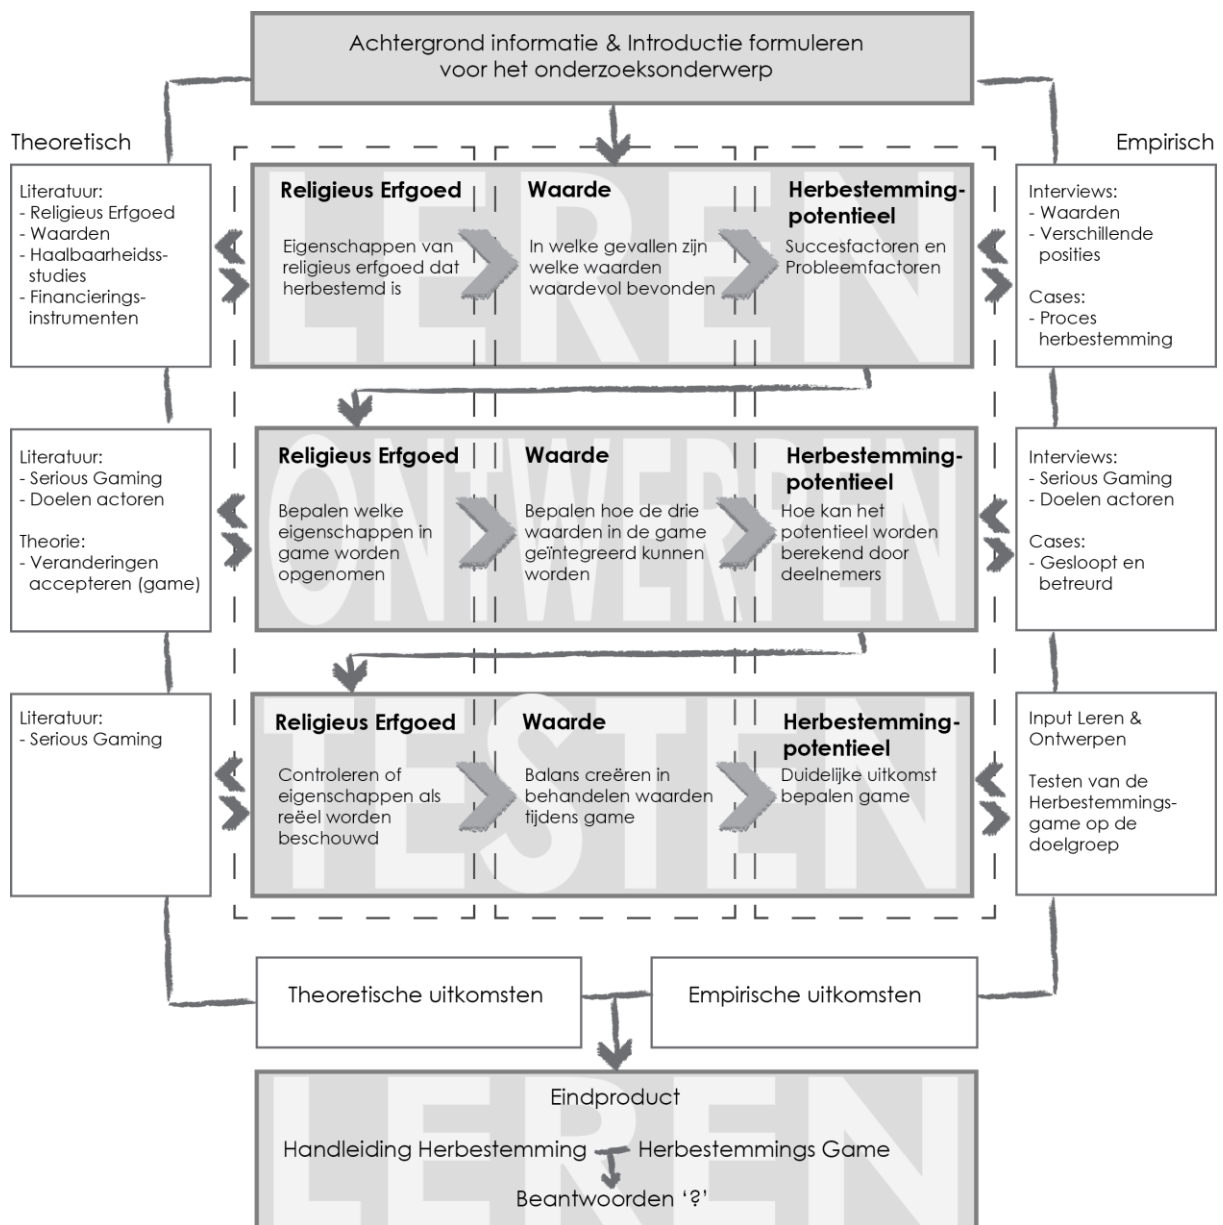 Achtergrond informatie & Introductie formuleren
voor het onderzoeksonderwerp
Theoretisch
Empirisch
Literatuur:
- Religieus Erfgoed
- Waarden
- Haalbaarheidss-
studies
- Financierings-
instrumenten
LEREN
Religieus Erfgoed
Eigenschappen van
religieus erfgoed dat
herbestemd is
Waarde
In welke gevallen zijn
welke waarden
waardevol bevonden
Herbestemming-
potentieel
Succesfactoren en
Probleemfactoren
Interviews:
- Waarden
- Verschillende
posities
Cases:
- Proces
herbestemming
Literatuur:
- Serious Gaming
- Doelen actoren
Theorie:
- Veranderingen
accepteren (game)
ONTWERPEN
Religieus Erfgoed
Bepalen welke
eigenschappen in
game worden
opgenomen
Waarde
Bepalen hoe de drie
waarden in de game
geïntegreerd kunnen
worden
Herbestemming-
potentieel
Hoe kan het
potentieel worden
berekend door
deelnemers
Interviews:
- Serious Gaming
- Doelen actoren
Cases:
- Gesloopt en
betreurd
Literatuur:
- Serious Gaming
TESTEN
Religieus Erfgoed
Controleren of
eigenschappen als
reëel worden
beschouwd
Waarde
Balans creëren in
behandelen waarden
tijdens game
Herbestemming-
potentieel
Duidelijke uitkomst
bepalen game
Input Leren &
Ontwerpen
Testen van de
Herbestemmings-
game op de
doelgroep
Theoretische uitkomsten
Empirische uitkomsten
LEREN
Eindproduct
Handleiding Herbestemming
Herbestemmings Game
Beantwoorden ‘?’